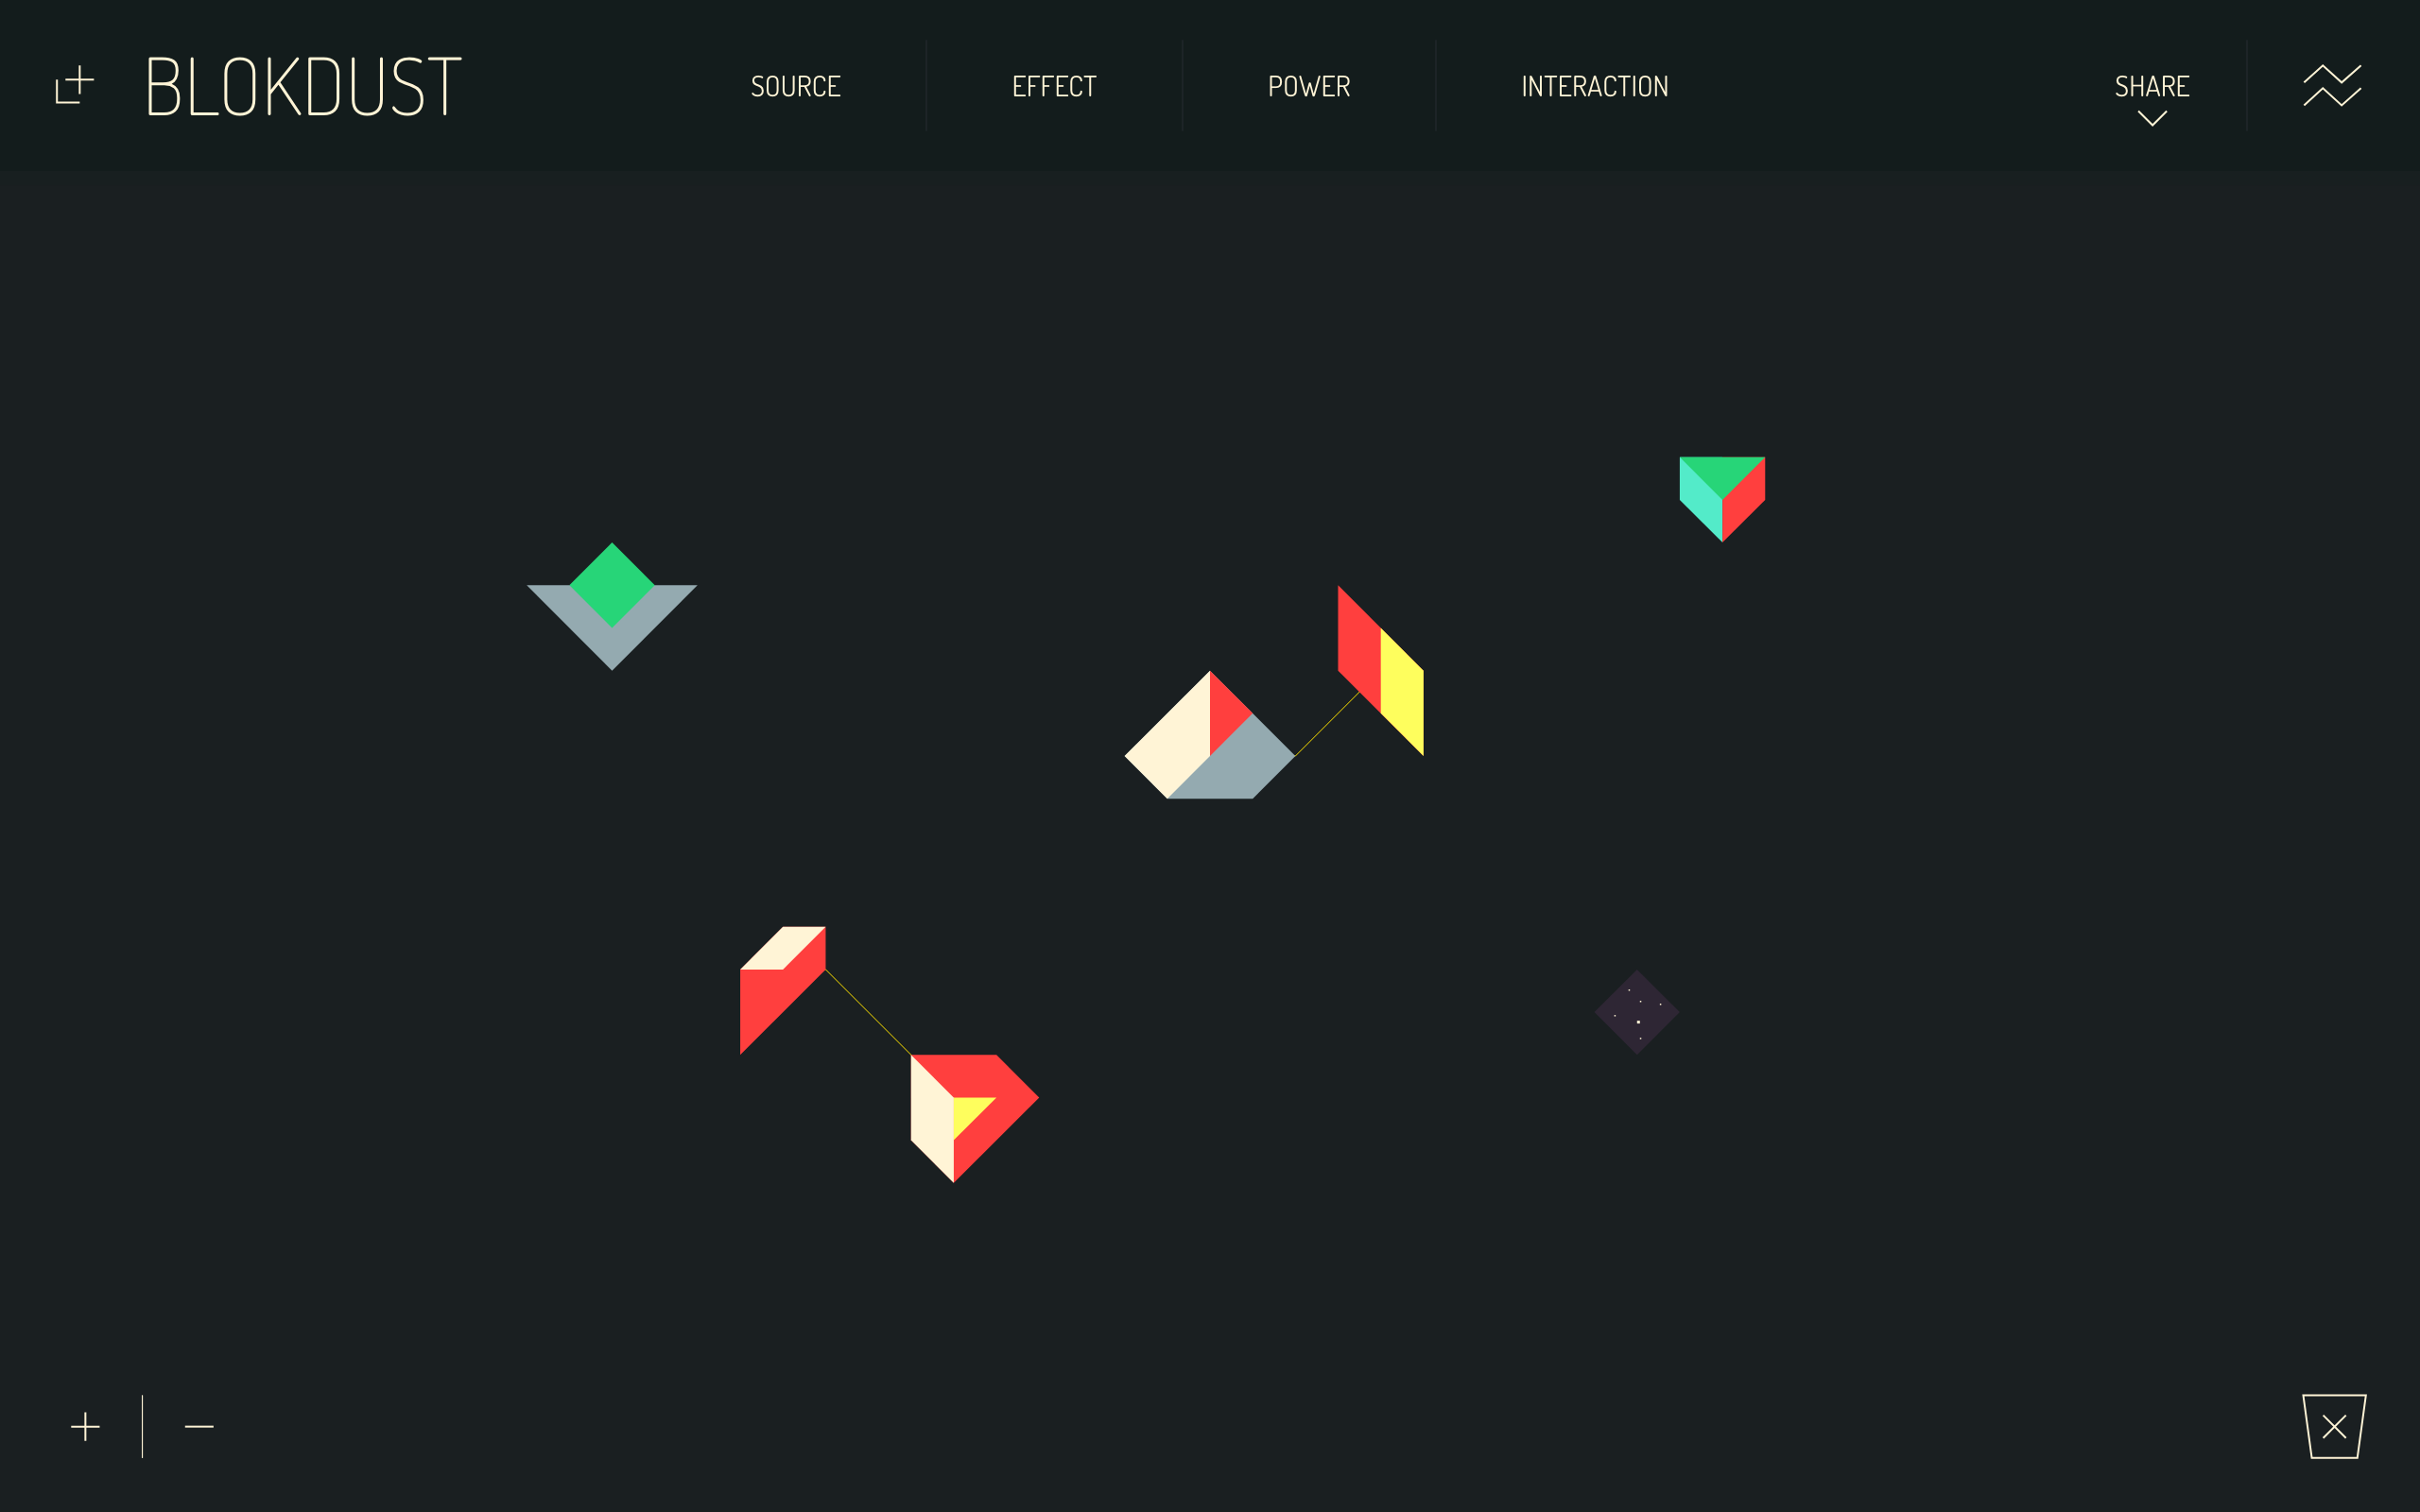 BLOKDUST
SOURCE
EFFECT
POWER
INTERACTION
SHARE